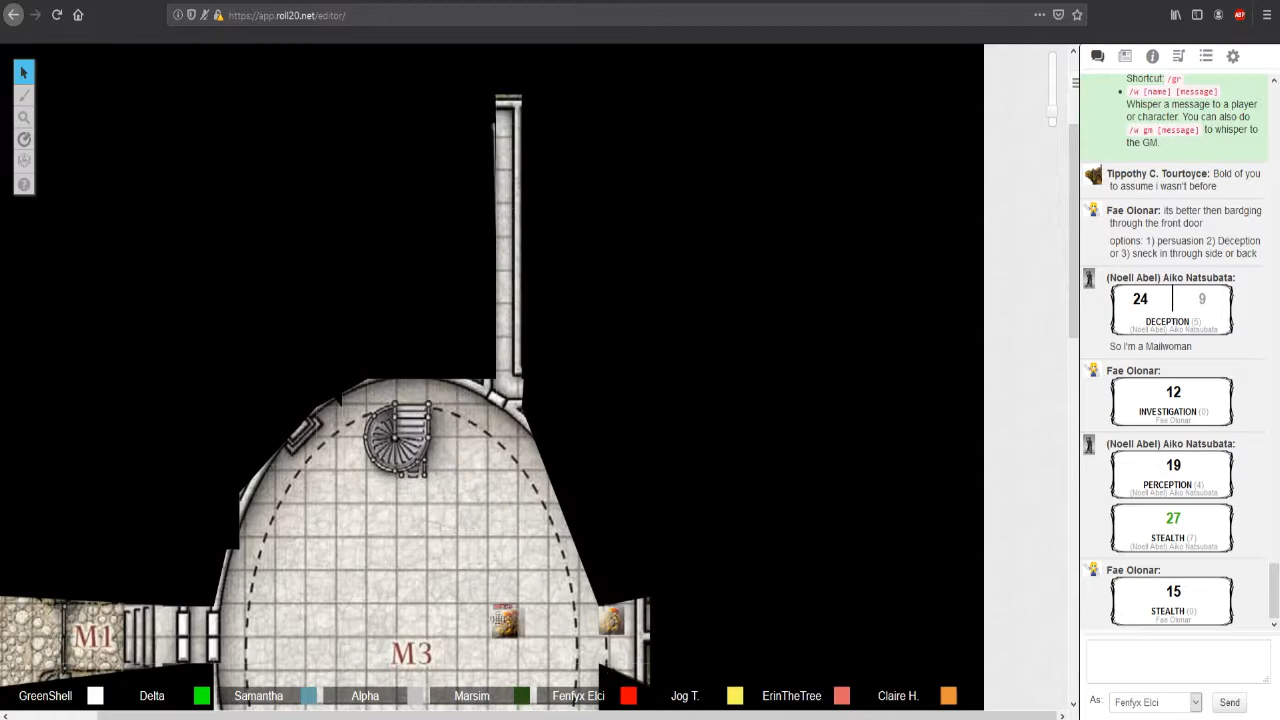 https://app.roll20.net/editor/
ABP
Shortcut: /gr
/w [name] [message]
Whisper a message to a player
or character. You can also do
/w gm [message] to whisper to
the GM.
Tippothy C. Tourtoyce: Bold of you
to assume i wasn't before
Fae Olonar: its better then bardging
through the front door
options: 1) persuasion 2) Deception
or 3) sneck in through side or back
(Noell Abel) Aiko Natsubata:
24 9
DECEPTION (5)
(Noell Abel) Aiko Natsubata
So I'm a Mailwoman
Fae Olonar:
12
INVESTIGATION (0)
Fae Olonar
(Noell Abel) Aiko Natsubata:
19
PERCEPTION (4)
(Noell Abel) Aiko Natsubata
27
STEALTH (7)
(Noell Abel) Aiko Natsubata
Fae Olonar:
15
STEALTH (0)
Fae Olonar
M1
M3
GreenShell Delta Samantha Alpha Marsim Fenfyx Elci Jog T. ErinTheTree Claire H.
As: Fenfyx Elci Send